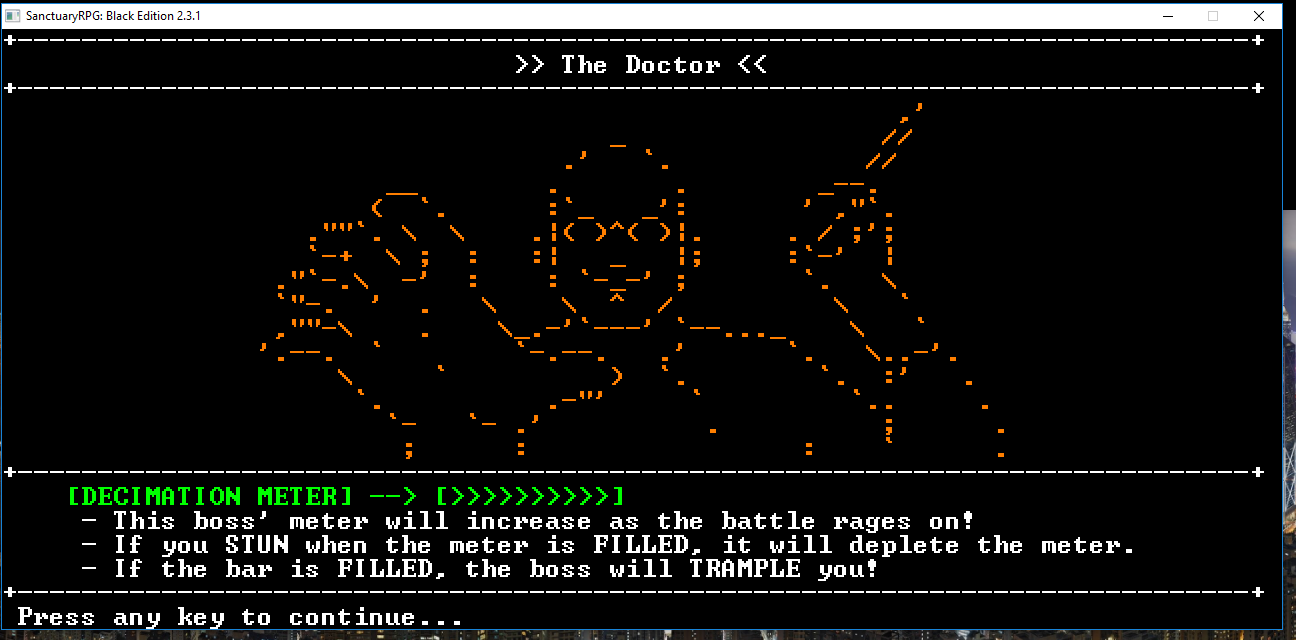 SanctuaryRPG: Black Edition 2.3.1
>> The Doctor <<
[DECIMATION METER] --> [>>>>>>>>>>]
- This boss' meter will increase as the battle rages on!
- If you STUN when the meter is FILLED, it will deplete the meter.
- If the bar is FILLED, the boss will TRAMPLE you!
Press any key to continue...